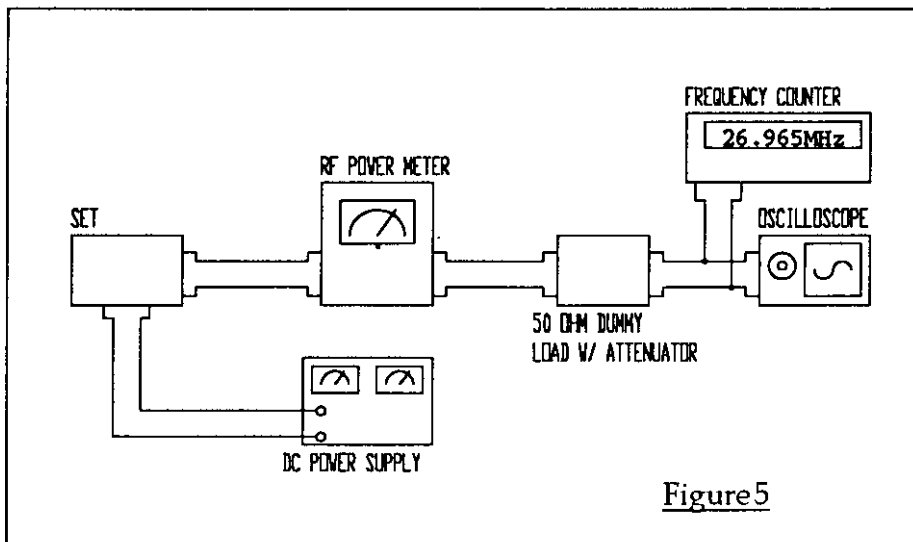 FREQUENCY COUNTER
26.965MHz
RF POWER METER
SET
OSCILLOSCOPE
50 OHM DUMMY
LOAD W/ ATTENUATOR
DC POWER SUPPLY
Figure5